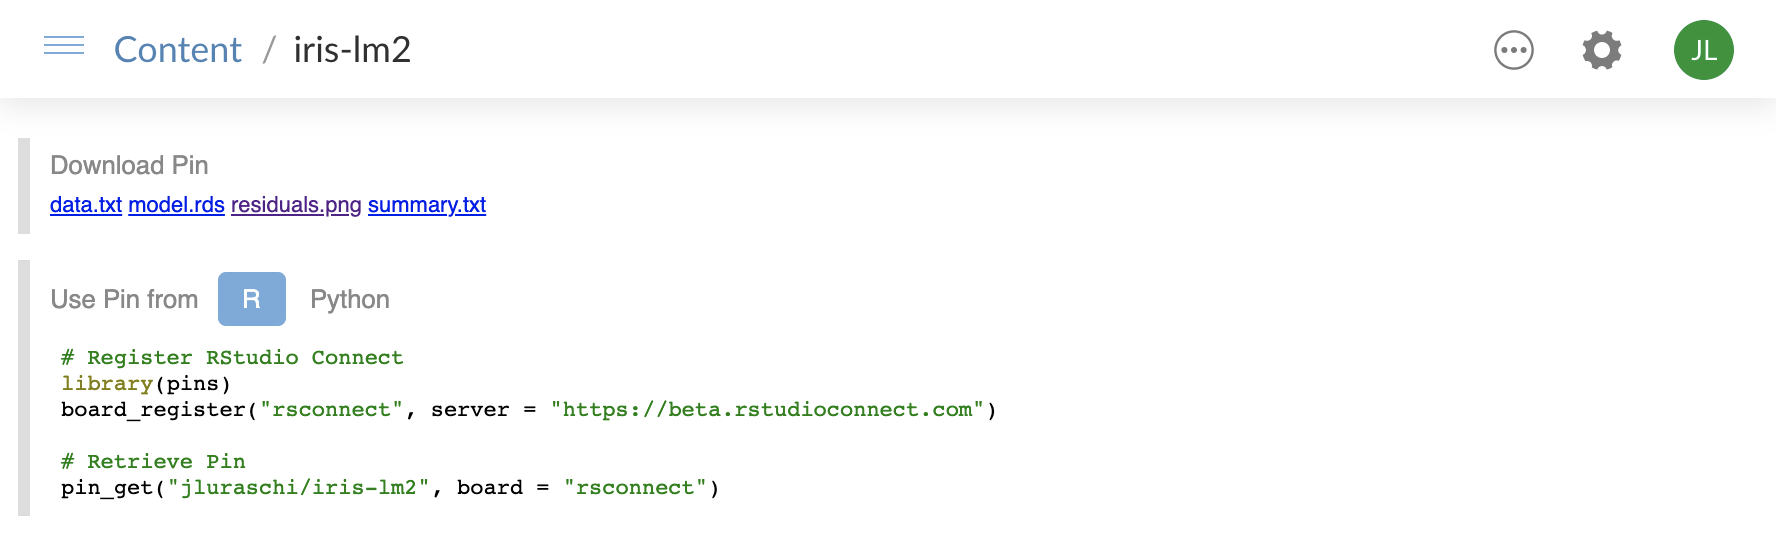 Content / iris-lm2
JL
Download Pin
data.txt model.rds residuals.png summary.txt
Use Pin from R Python
# Register RStudio Connect
library(pins)
board_register("rsconnect", server = "https://beta.rstudioconnect.com")
# Retrieve Pin
pin_get("jluraschi/iris-lm2", board = "rsconnect")